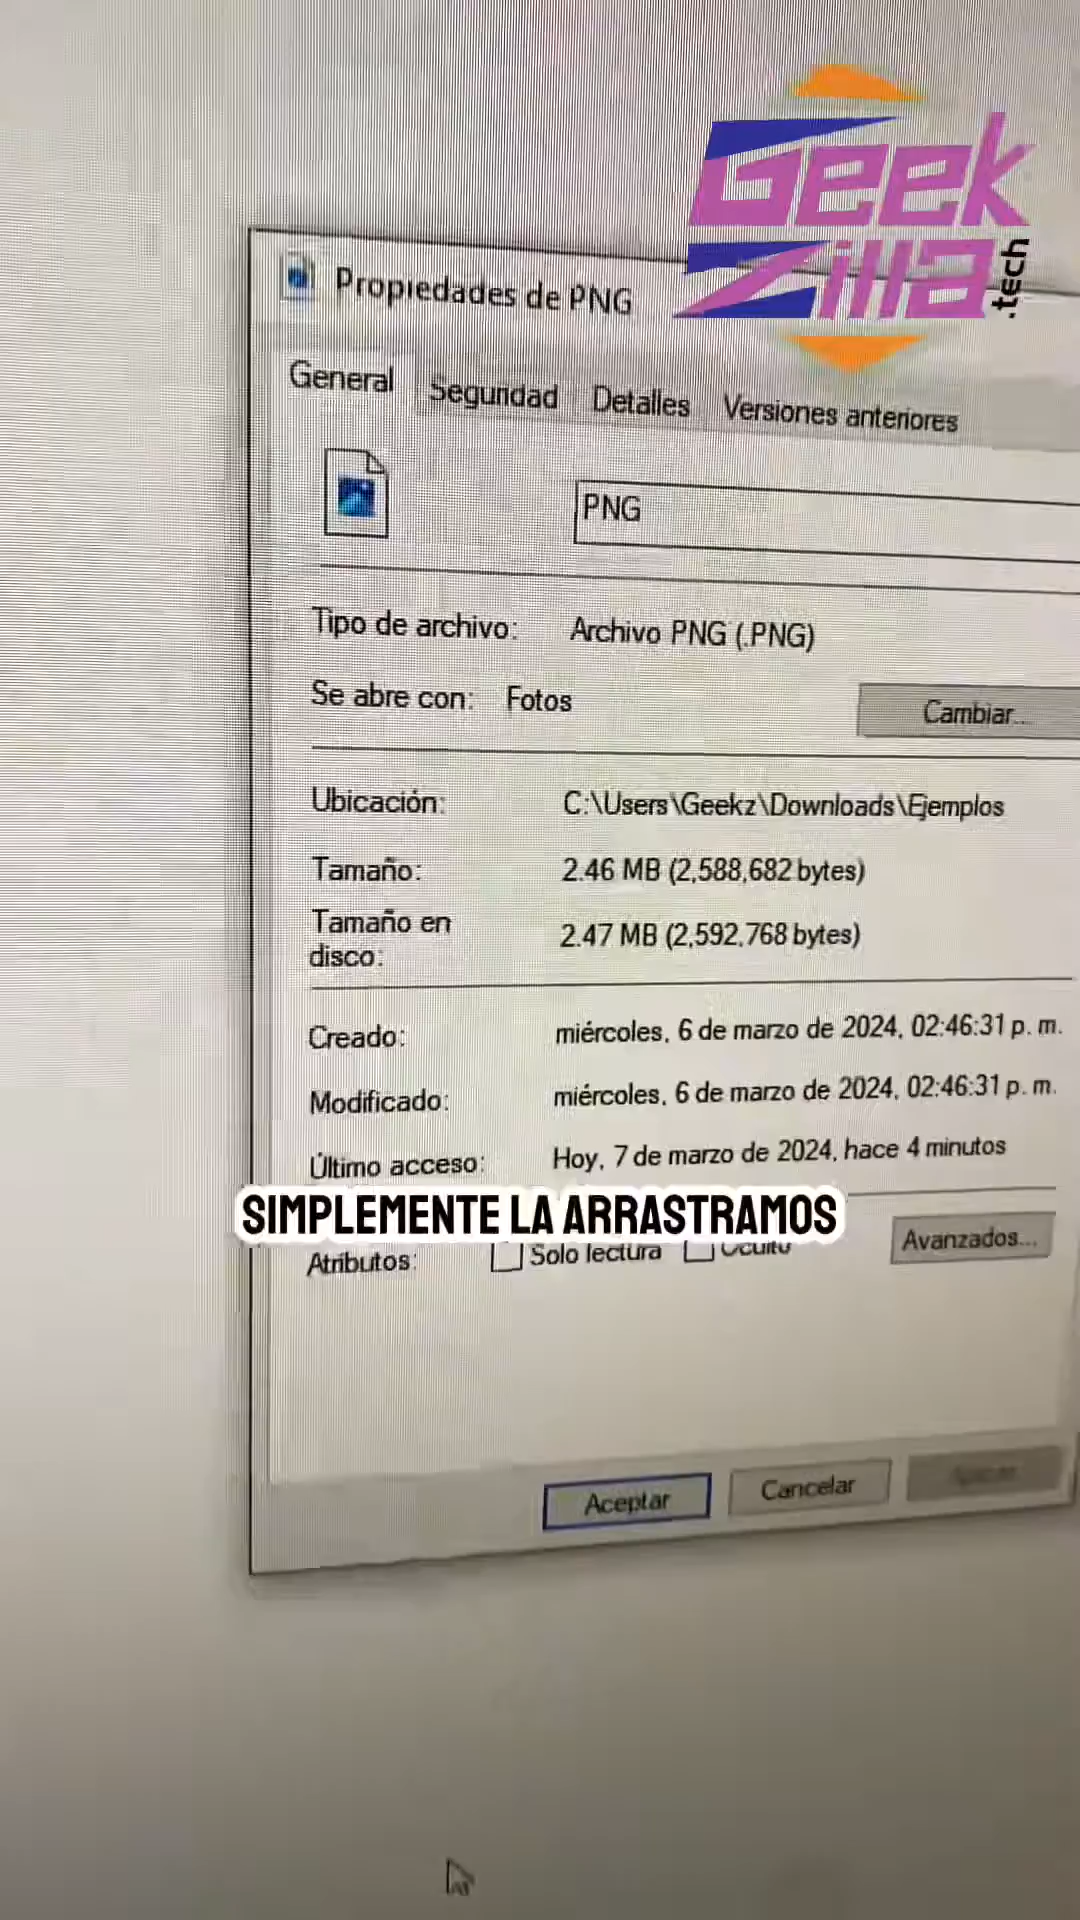 Geek
Zilla
.tech
Propiedades de PNG
General Seguridad Detalles Versiones anteriores
PNG
Tipo de archivo: Archivo PNG (.PNG)
Se abre con: Fotos Cambiar...
Ubicación: C:\Users\Geekz\Downloads\Ejemplos
Tamaño: 2.46 MB (2,588,682 bytes)
Tamaño en disco: 2.47 MB (2,592,768 bytes)
Creado: miércoles, 6 de marzo de 2024, 02:46:31 p. m.
Modificado: miércoles, 6 de marzo de 2024, 02:46:31 p. m.
Último acceso: Hoy, 7 de marzo de 2024, hace 4 minutos
SIMPLEMENTE LA ARRASTRAMOS
Atributos: Solo lectura Oculto Avanzados...
Aceptar Cancelar